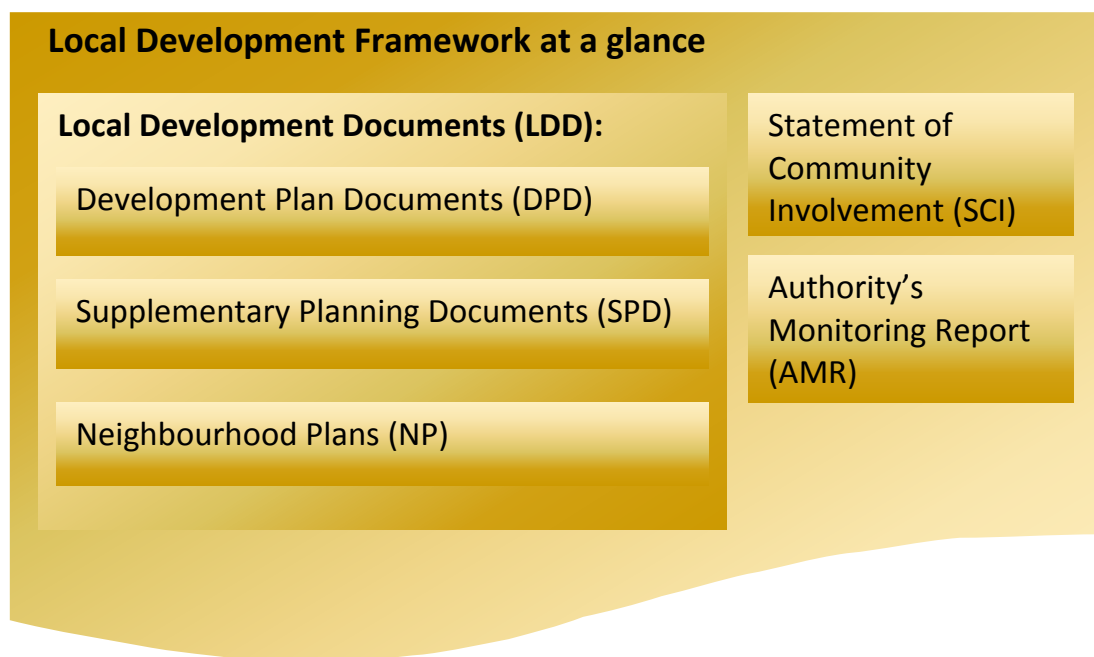 Local Development Framework at a glance
Local Development Documents (LDD):
Development Plan Documents (DPD)
Supplementary Planning Documents (SPD)
Neighbourhood Plans (NP)
Statement of
Community
Involvement (SCI)
Authority’s
Monitoring Report
(AMR)